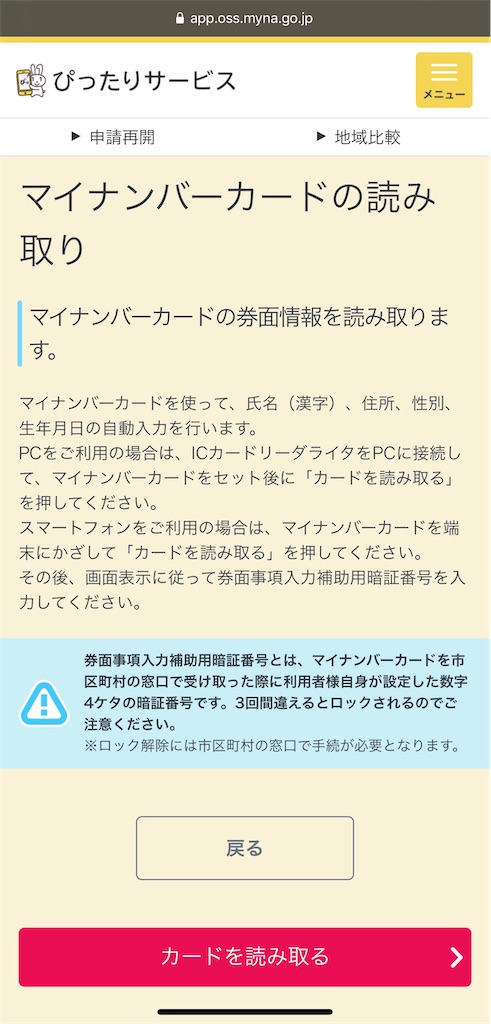 app.oss.myna.go.jp
ぴったりサービス
メニュー
▶ 申請再開
▶ 地域比較
マイナンバーカードの読み
取り
マイナンバーカードの券面情報を読み取りま
す。
マイナンバーカードを使って、氏名（漢字）、住所、性別、
生年月日の自動入力を行います。
PCをご利用の場合は、ICカードリーダライタをPCに接続し
て、マイナンバーカードをセット後に「カードを読み取る」
を押してください。
スマートフォンをご利用の場合は、マイナンバーカードを端
末にかざして「カードを読み取る」を押してください。
その後、画面表示に従って券面事項入力補助用暗証番号を入
力してください。
券面事項入力補助用暗証番号とは、マイナンバーカードを市
区町村の窓口で受け取った際に利用者様自身が設定した数字
4ケタの暗証番号です。3回間違えるとロックされるのでご
注意ください。
※ロック解除には市区町村の窓口で手続が必要となります。
戻る
カードを読み取る